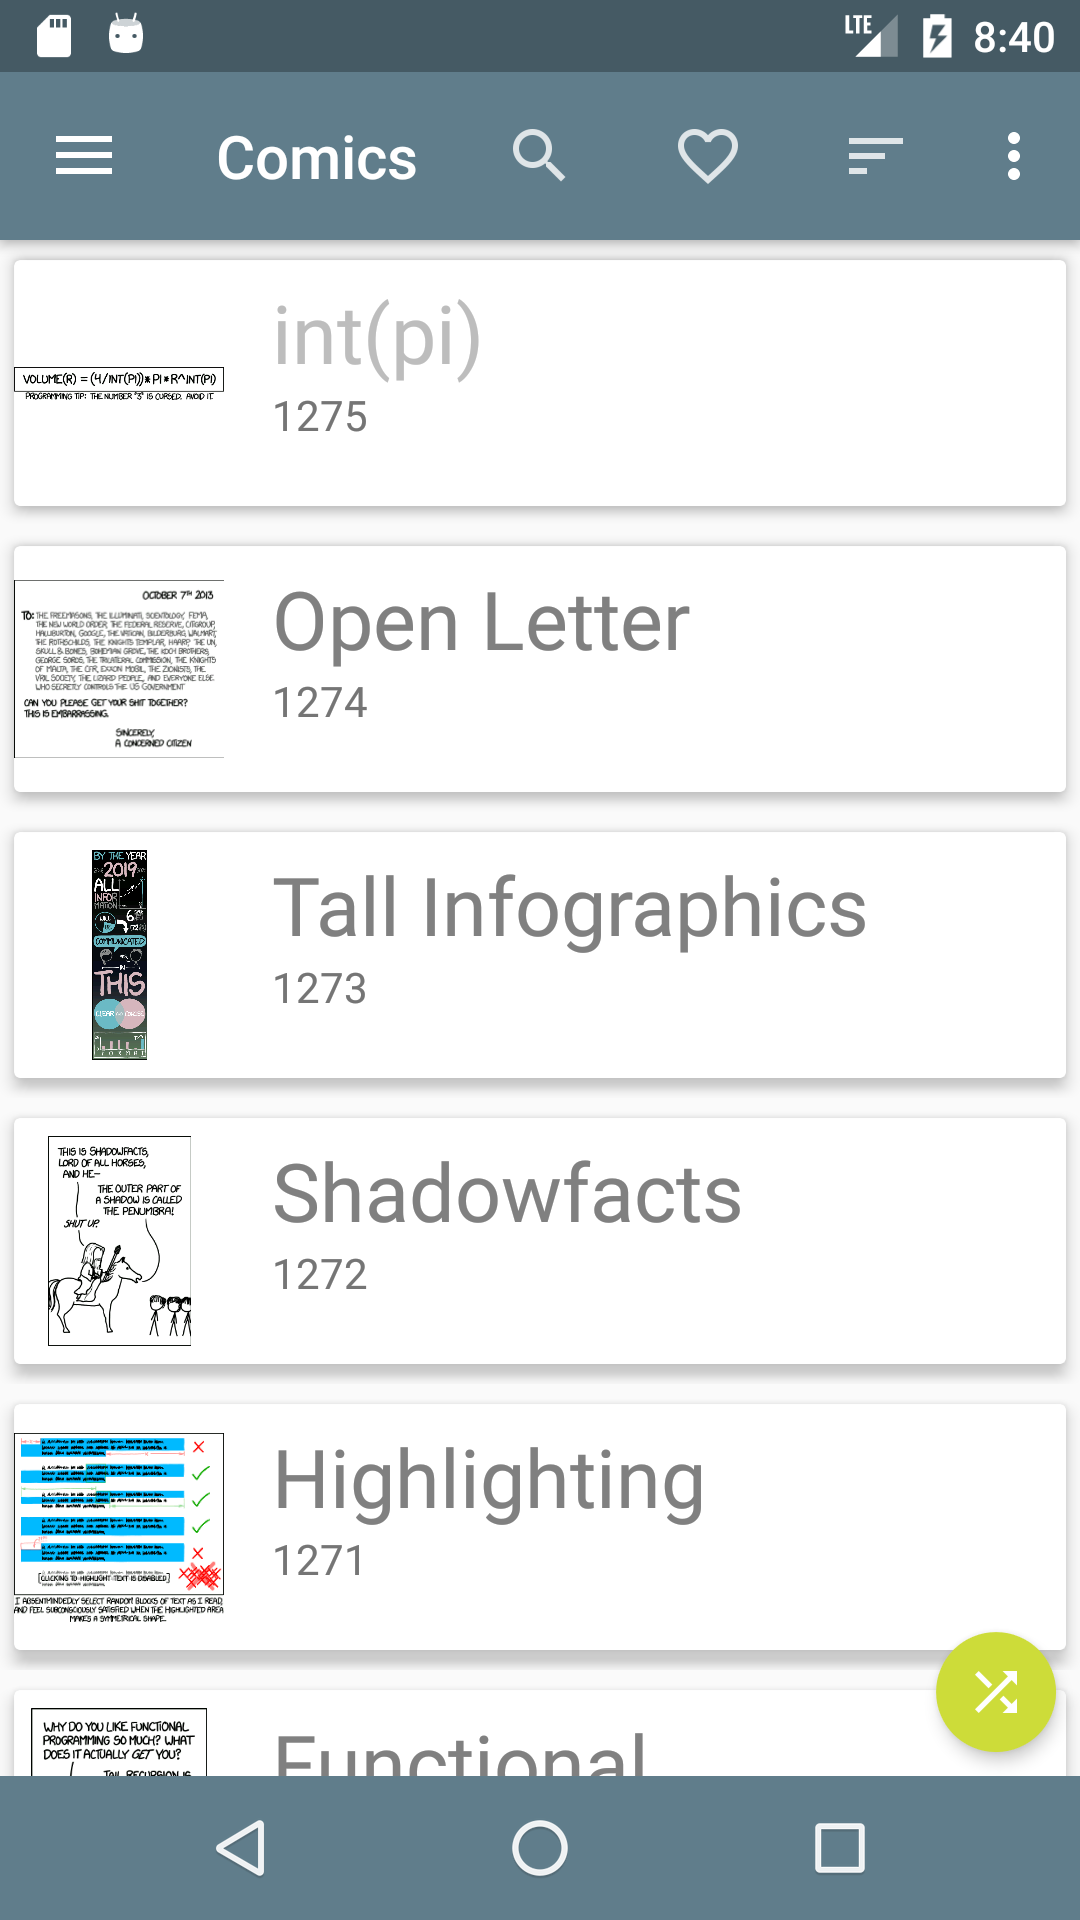 LTE
8:40
Comics
int(pi)
VOLUME(R) = (4/INT(PI))*PI*R^INT(PI)
PROGRAMMING TIP: THE NUMBER "3" IS CURSED. AVOID IT.
1275
Open Letter
1274
OCTOBER 7TH 2013
TO: THE FREEMASONS, THE ILLUMINATI, SCIENTOLOGY, FEMA,
THE NEW WORLD ORDER, THE FEDERAL RESERVE, CITIGROUP,
HALLIBURTON, GOOGLE, THE VATICAN, BILDERBURG, WALMART,
THE ROTHSCHILDS, THE KNIGHTS TEMPLAR, HAARP, THE UN,
SKULL & BONES, BOHEMIAN GROVE, THE KOCH BROTHERS,
GEORGE SOROS, THE TRILATERAL COMMISSION, THE KNIGHTS
OF MALTA, THE CFR, EXXON MOBIL, THE ZIONISTS, THE
VRIL SOCIETY, THE LIZARD PEOPLE, AND EVERYONE ELSE
WHO SECRETLY CONTROLS THE US GOVERNMENT
CAN YOU PLEASE GET YOUR SHIT TOGETHER?
THIS IS EMBARRASSING.
SINCERELY,
A CONCERNED CITIZEN
Tall Infographics
1273
BY THE YEAR
2019
ALL
INFOR
MATION
WILL
COMMUNICATED
IN
THIS
Shadowfacts
1272
THIS IS SHADOWFACTS,
LORD OF ALL HORSES,
AND HE—
THE OUTER PART OF
A SHADOW IS CALLED
THE PENUMBRA!
SHUT UP.
Highlighting
1271
[CLICKING TO HIGHLIGHT TEXT IS DISABLED]
I ABSENTMINDEDLY SELECT RANDOM BLOCKS OF TEXT AS I READ,
AND FEEL SUBCONSCIOUSLY SATISFIED WHEN THE HIGHLIGHTED AREA
MAKES A SYMMETRICAL SHAPE.
Functional
WHY DO YOU LIKE FUNCTIONAL
PROGRAMMING SO MUCH? WHAT
DOES IT ACTUALLY GET YOU?
TAIL RECURSION IS